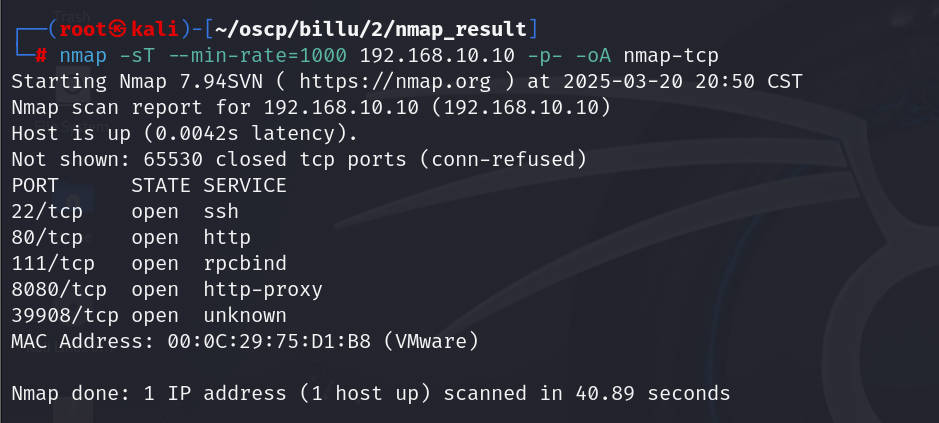 ┌──(root㉿kali)-[~/oscp/billu/2/nmap_result]
└─# nmap -sT --min-rate=1000 192.168.10.10 -p- -oA nmap-tcp
Starting Nmap 7.94SVN ( https://nmap.org ) at 2025-03-20 20:50 CST
Nmap scan report for 192.168.10.10 (192.168.10.10)
Host is up (0.0042s latency).
Not shown: 65530 closed tcp ports (conn-refused)
PORT      STATE SERVICE
22/tcp    open  ssh
80/tcp    open  http
111/tcp   open  rpcbind
8080/tcp  open  http-proxy
39908/tcp open  unknown
MAC Address: 00:0C:29:75:D1:B8 (VMware)

Nmap done: 1 IP address (1 host up) scanned in 40.89 seconds